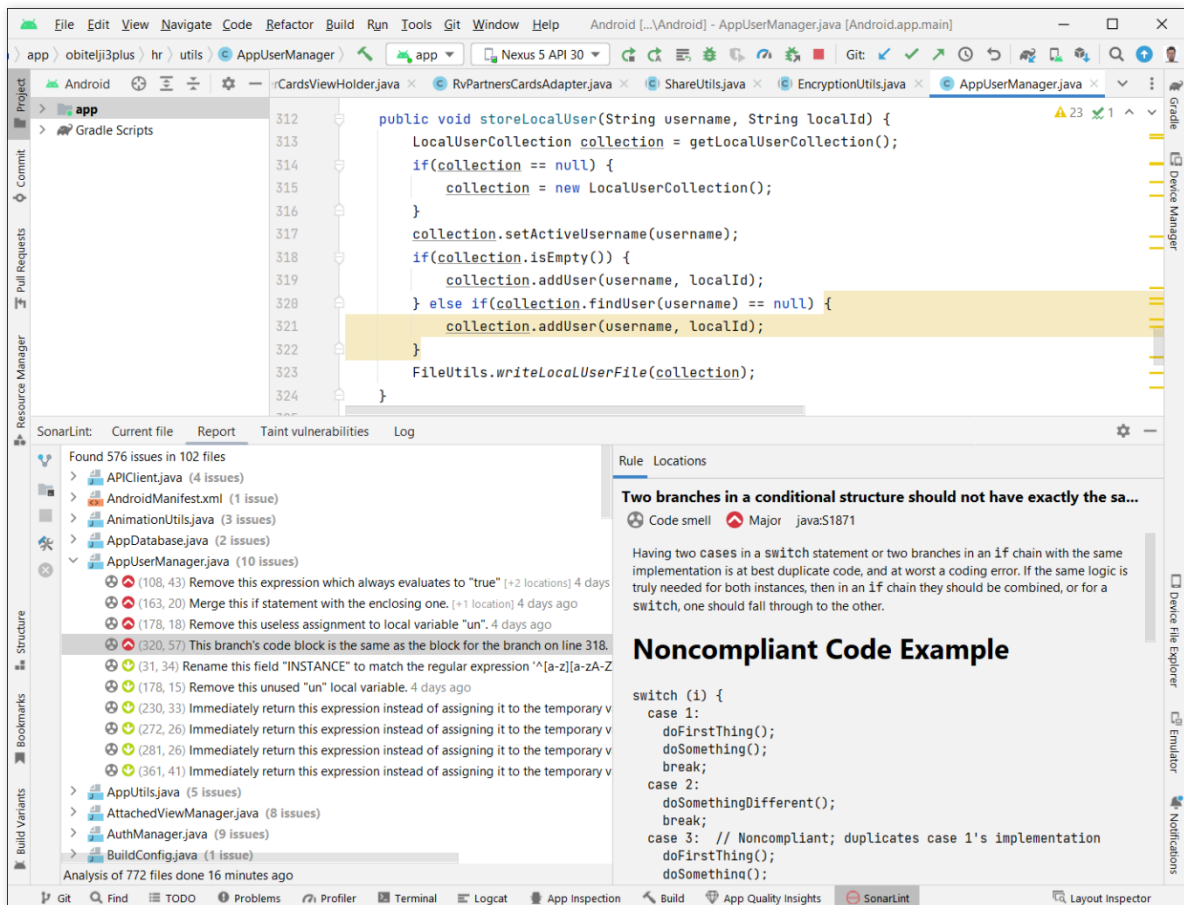 File Edit View Navigate Code Refactor Build Run Tools Git Window Help Android [...\Android] - AppUserManager.java [Android.app.main]
app obitelji3plus hr utils AppUserManager app Nexus 5 API 30 Git:
Project
Commit
Pull Requests
Resource Manager
Structure
Bookmarks
Build Variants
Android
app
Gradle Scripts
rCardsViewHolder.java RvPartnersCardsAdapter.java ShareUtils.java EncryptionUtils.java AppUserManager.java
23 1
312 public void storeLocalUser(String username, String localId) {
313 LocalUserCollection collection = getLocalUserCollection();
314 if(collection == null) {
315 collection = new LocalUserCollection();
316 }
317 collection.setActiveUsername(username);
318 if(collection.isEmpty()) {
319 collection.addUser(username, localId);
320 } else if(collection.findUser(username) == null) {
321 collection.addUser(username, localId);
322 }
323 FileUtils.writeLocaLUserFile(collection);
324 }
Gradle
Device Manager
Device File Explorer
Emulator
Notifications
SonarLint: Current file Report Taint vulnerabilities Log
Found 576 issues in 102 files
APIClient.java (4 issues)
AndroidManifest.xml (1 issue)
AnimationUtils.java (3 issues)
AppDatabase.java (2 issues)
AppUserManager.java (10 issues)
(108, 43) Remove this expression which always evaluates to "true" [+2 locations] 4 days
(163, 20) Merge this if statement with the enclosing one. [+1 location] 4 days ago
(178, 18) Remove this useless assignment to local variable "un". 4 days ago
(320, 57) This branch's code block is the same as the block for the branch on line 318.
(31, 34) Rename this field "INSTANCE" to match the regular expression '^[a-z][a-zA-Z
(178, 15) Remove this unused "un" local variable. 4 days ago
(230, 33) Immediately return this expression instead of assigning it to the temporary v
(272, 26) Immediately return this expression instead of assigning it to the temporary v
(281, 26) Immediately return this expression instead of assigning it to the temporary v
(361, 41) Immediately return this expression instead of assigning it to the temporary v
AppUtils.java (5 issues)
AttachedViewManager.java (8 issues)
AuthManager.java (9 issues)
BuildConfig.java (1 issue)
Analysis of 772 files done 16 minutes ago
Rule Locations
Two branches in a conditional structure should not have exactly the sa...
Code smell Major java:S1871
Having two cases in a switch statement or two branches in an if chain with the same
implementation is at best duplicate code, and at worst a coding error. If the same logic is
truly needed for both instances, then in an if chain they should be combined, or for a
switch, one should fall through to the other.
Noncompliant Code Example
switch (i) {
case 1:
doFirstThing();
doSomething();
break;
case 2:
doSomethingDifferent();
break;
case 3: // Noncompliant; duplicates case 1's implementation
doFirstThing();
doSomething();
Git Find TODO Problems Profiler Terminal Logcat App Inspection Build App Quality Insights SonarLint Layout Inspector